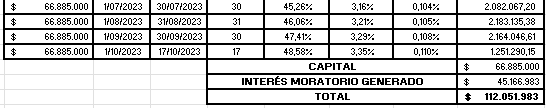 $ 66.885.000 1/07/2023 30/07/2023 30 45,26% 3,16% 0,104% 2.082.067,20
$ 66.885.000 1/08/2023 31/08/2023 31 46,06% 3,21% 0,105% 2.183.135,38
$ 66.885.000 1/09/2023 30/09/2023 30 47,41% 3,29% 0,108% 2.164.046,61
$ 66.885.000 1/10/2023 17/10/2023 17 48,58% 3,35% 0,110% 1.251.290,15
CAPITAL $ 66.885.000
INTERÉS MORATORIO GENERADO $ 45.166.983
TOTAL $ 112.051.983